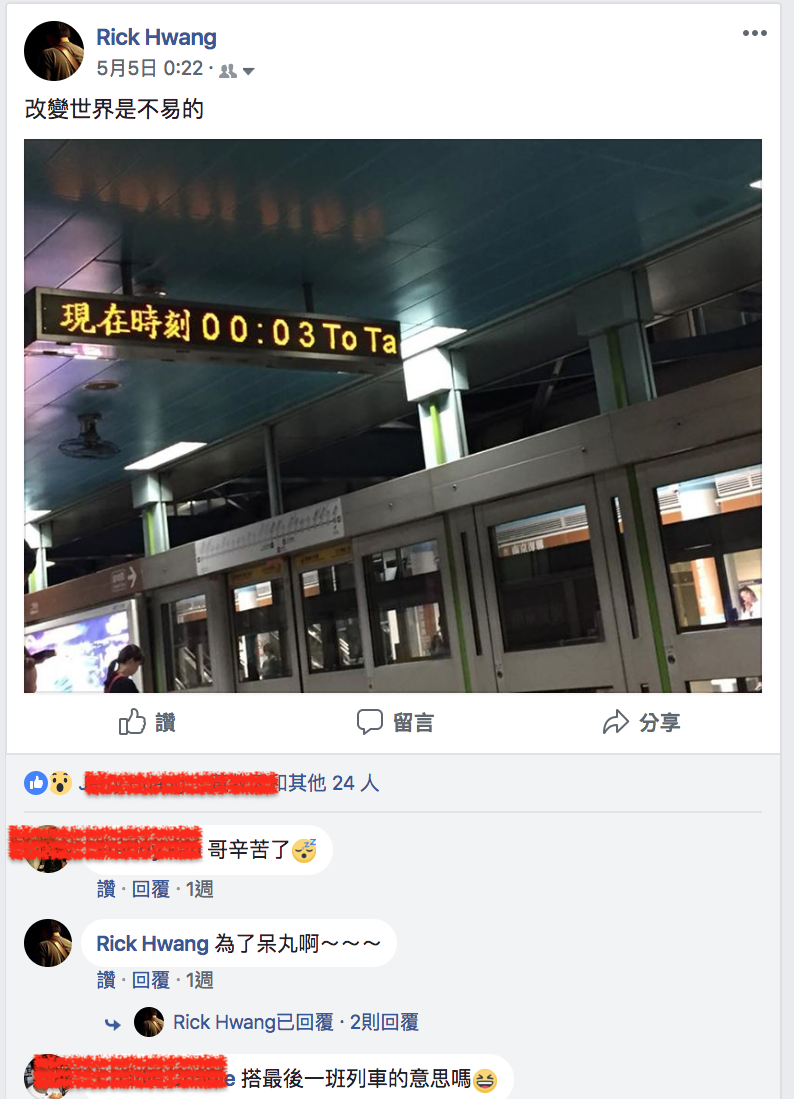 Rick Hwang
5月5日 0:22 ·
改變世界是不易的
現在時刻 00:03 To Ta
讚
留言
分享
和其他 24 人
哥辛苦了
讚 · 回覆 · 1週
Rick Hwang 為了呆丸啊～～～
讚 · 回覆 · 1週
Rick Hwang已回覆 · 2則回覆
e 搭最後一班列車的意思嗎